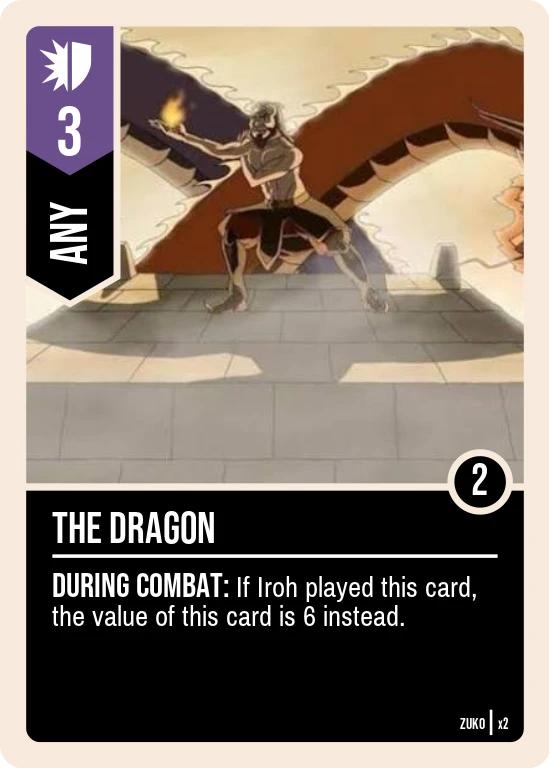 3
ANY
2
THE DRAGON
DURING COMBAT: If Iroh played this card,
the value of this card is 6 instead.
ZUKO | x2